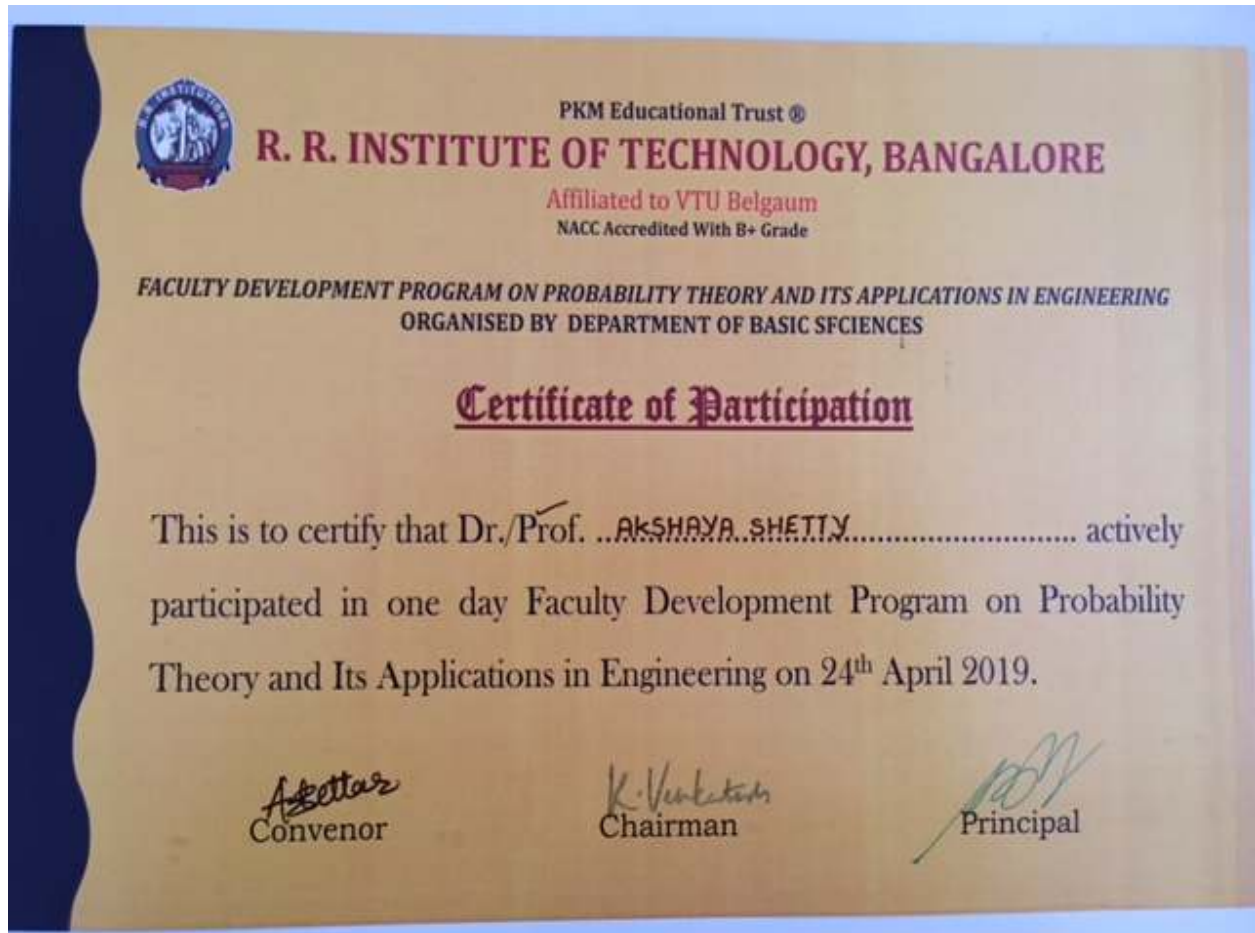 R. R. INSTITUTIONS
PKM Educational Trust ®
R. R. INSTITUTE OF TECHNOLOGY, BANGALORE
Affiliated to VTU Belgaum
NACC Accredited With B+ Grade
FACULTY DEVELOPMENT PROGRAM ON PROBABILITY THEORY AND ITS APPLICATIONS IN ENGINEERING
ORGANISED BY DEPARTMENT OF BASIC SFCIENCES
Certificate of Participation
This is to certify that Dr./Prof. ..AKSHAYA SHETTY............................... actively
participated in one day Faculty Development Program on Probability
Theory and Its Applications in Engineering on 24th April 2019.
K. Venkatesh
Convenor Chairman Principal